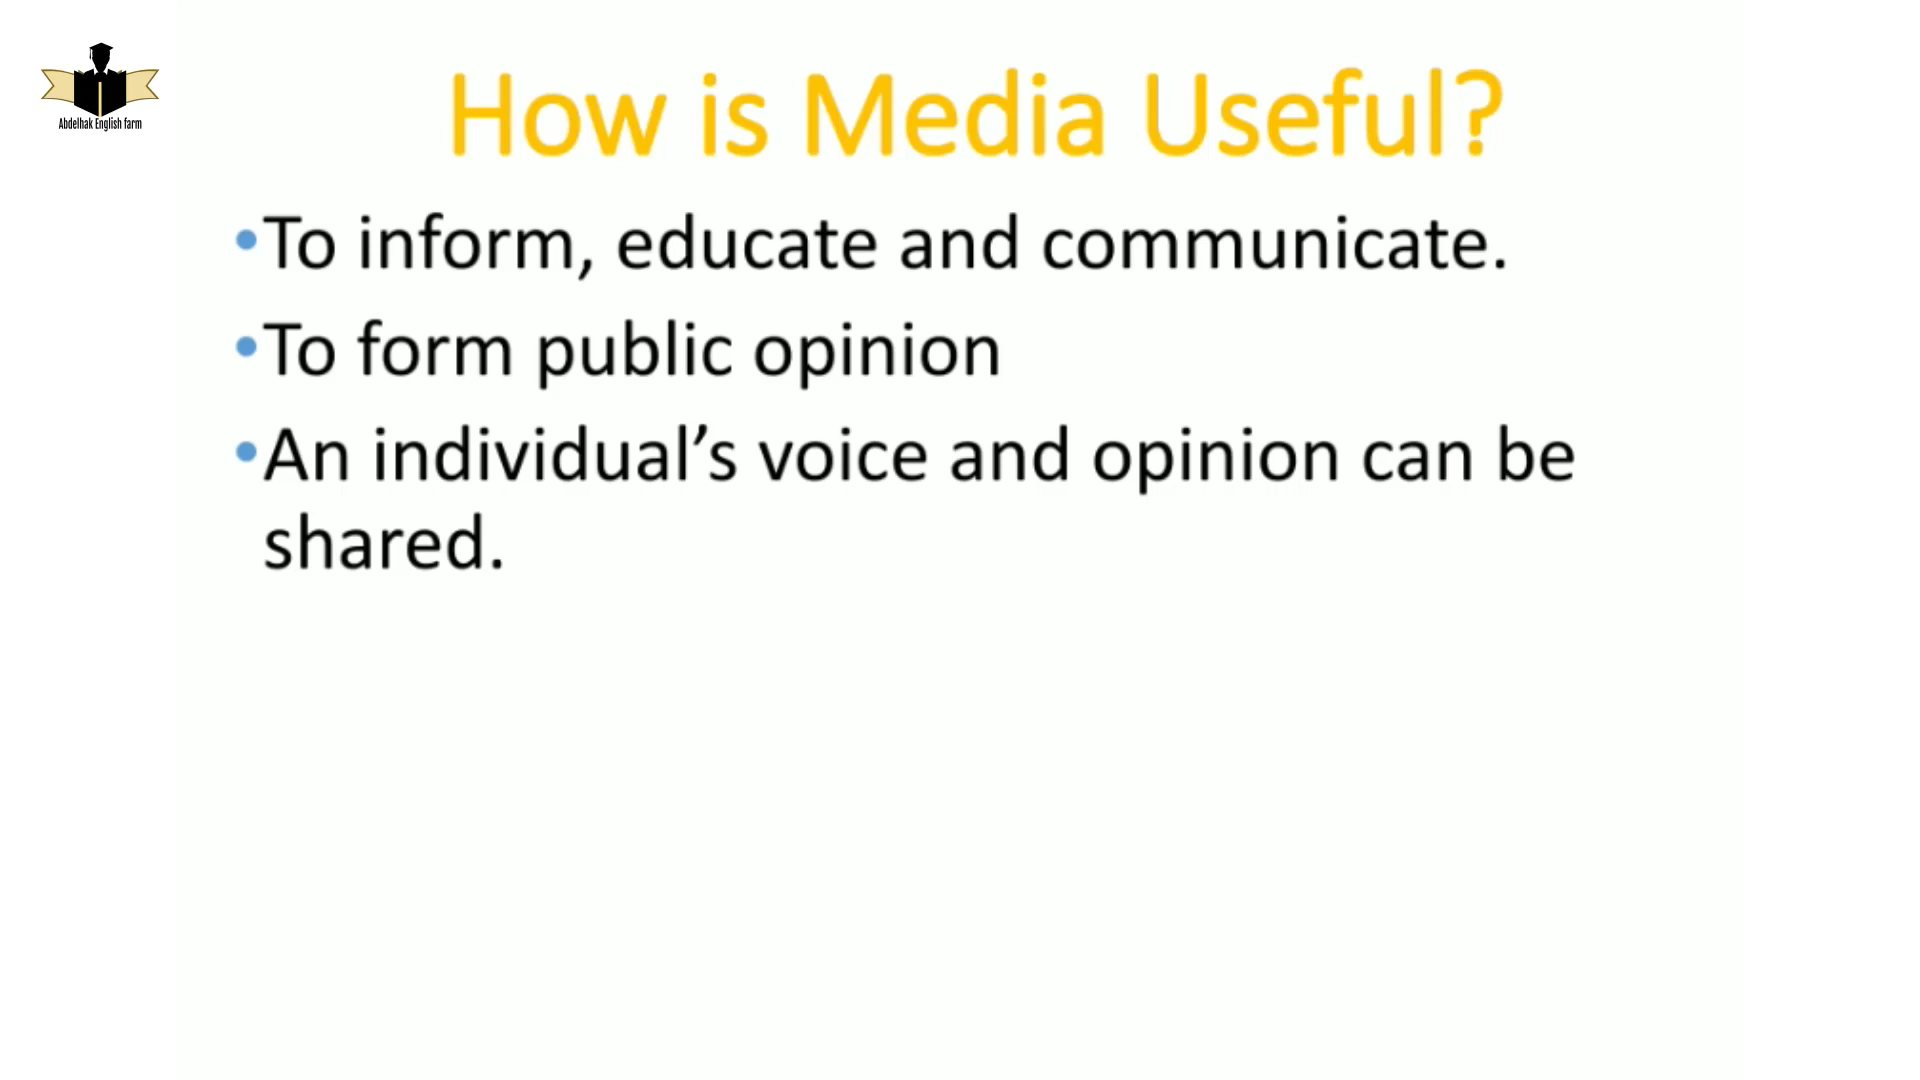 Abdelhak English farm
How is Media Useful?
•To inform, educate and communicate.
•To form public opinion
•An individual’s voice and opinion can be
shared.